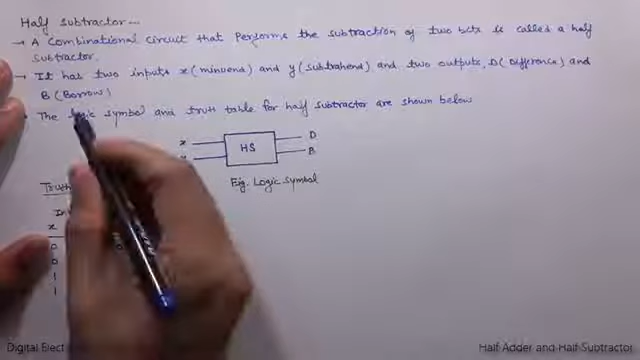 Half subtractor
→ A combinational circuit that performs the subtraction of two bits is called a half
subtractor.
→ It has two inputs x (minuend) and y (subtrahend) and two outputs, D (Difference) and
B (Borrow)
The logic symbol and truth table for half subtractor are shown below
x HS D
B
Fig. Logic symbol
x
0
0
1
1
Digital Half Adder and Half Subtractor